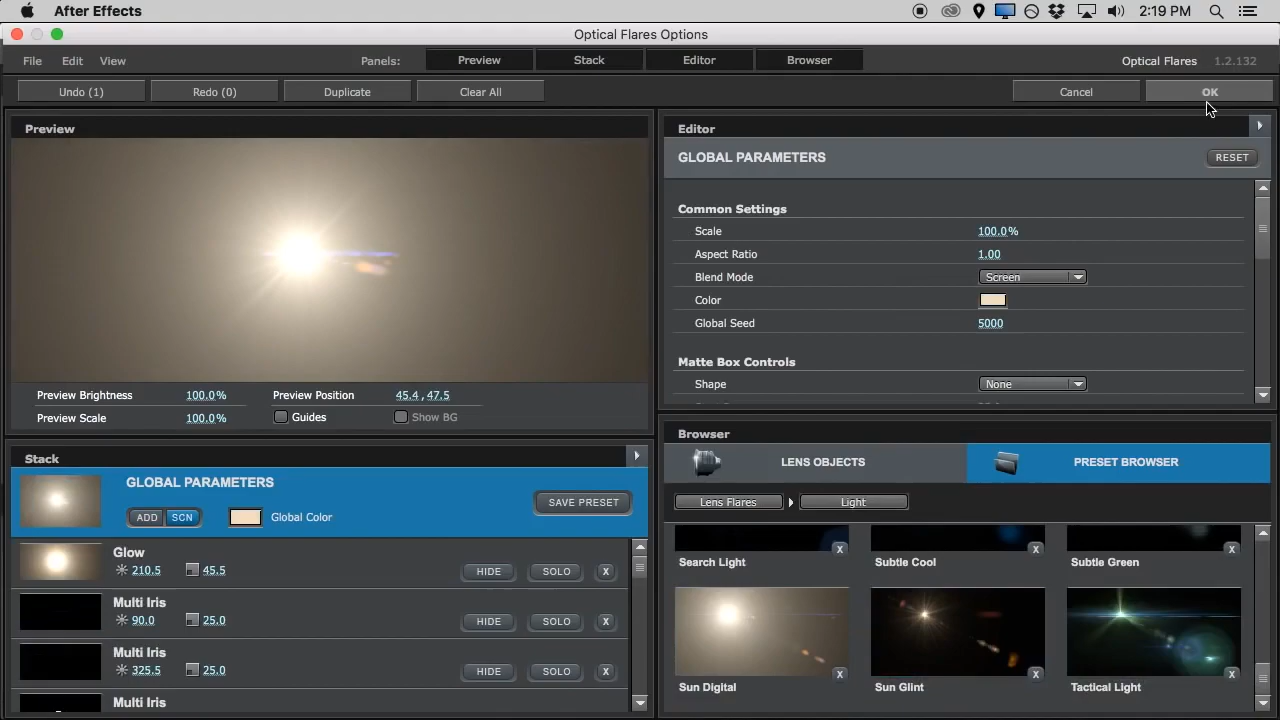 After Effects 2:19 PM
Optical Flares Options
File Edit View Panels: Preview Stack Editor Browser Optical Flares 1.2.132
Undo (1) Redo (0) Duplicate Clear All Cancel OK
Preview
Preview Brightness 100.0% Preview Position 45.4 , 47.5
Preview Scale 100.0% Guides Show BG
Editor
GLOBAL PARAMETERS RESET
Common Settings
Scale 100.0%
Aspect Ratio 1.00
Blend Mode Screen
Color
Global Seed 5000
Matte Box Controls
Shape None
Stack
GLOBAL PARAMETERS
ADD SCN Global Color SAVE PRESET
Glow
210.5 45.5 HIDE SOLO X
Multi Iris
90.0 25.0 HIDE SOLO X
Multi Iris
325.5 25.0 HIDE SOLO X
Multi Iris
Browser
LENS OBJECTS PRESET BROWSER
Lens Flares Light
X X X
Search Light Subtle Cool Subtle Green
X X X
Sun Digital Sun Glint Tactical Light